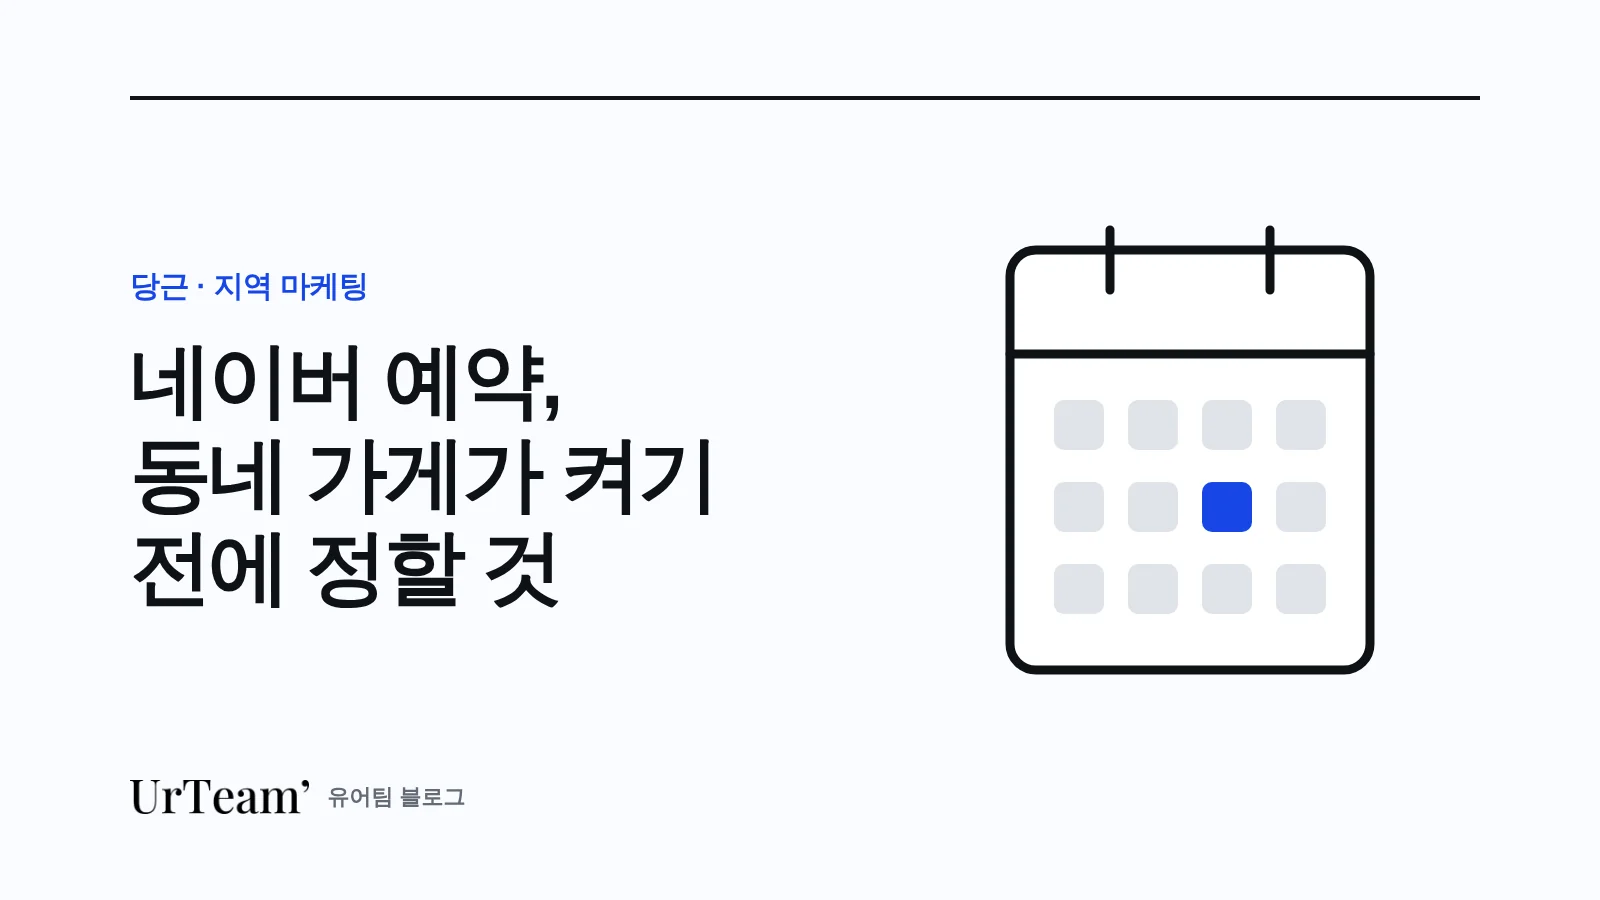 당근 · 지역 마케팅
네이버 예약,
동네 가게가 켜기
전에 정할 것
UrTeam’ 유어팀 블로그